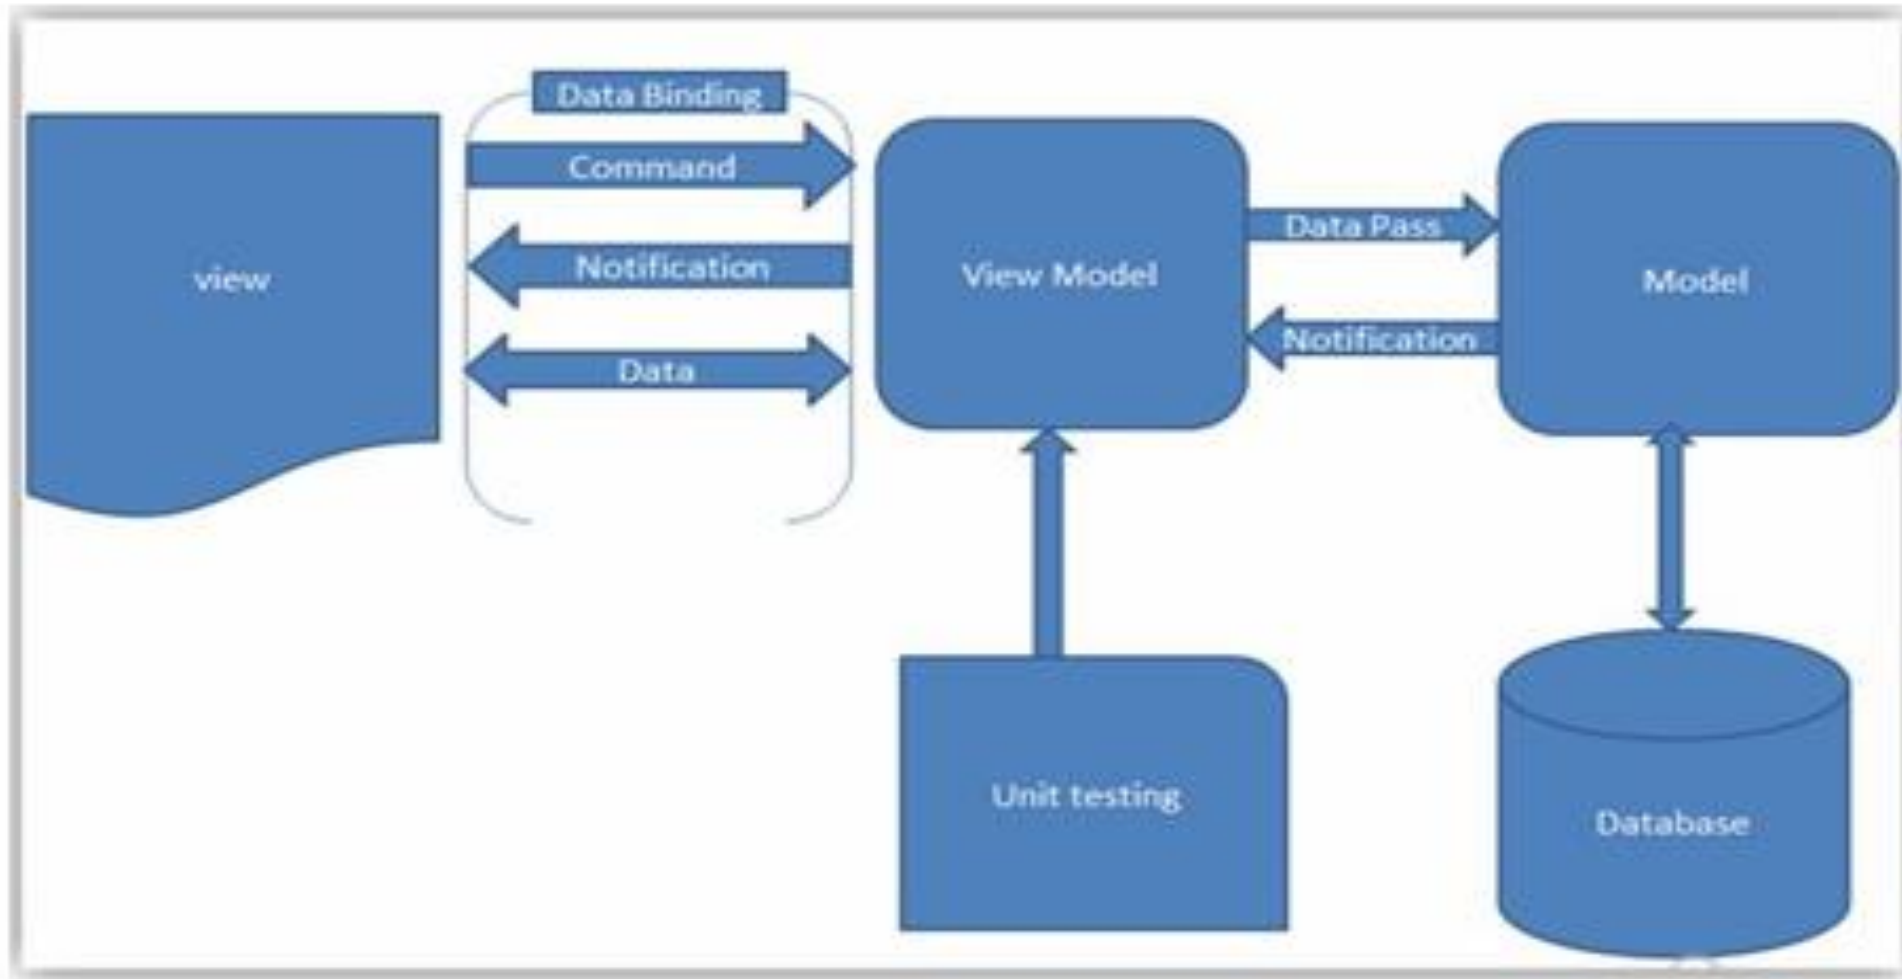 Data Binding
Command
Notification
Data
view
View Model
Data Pass
Notification
Model
Unit testing
Database